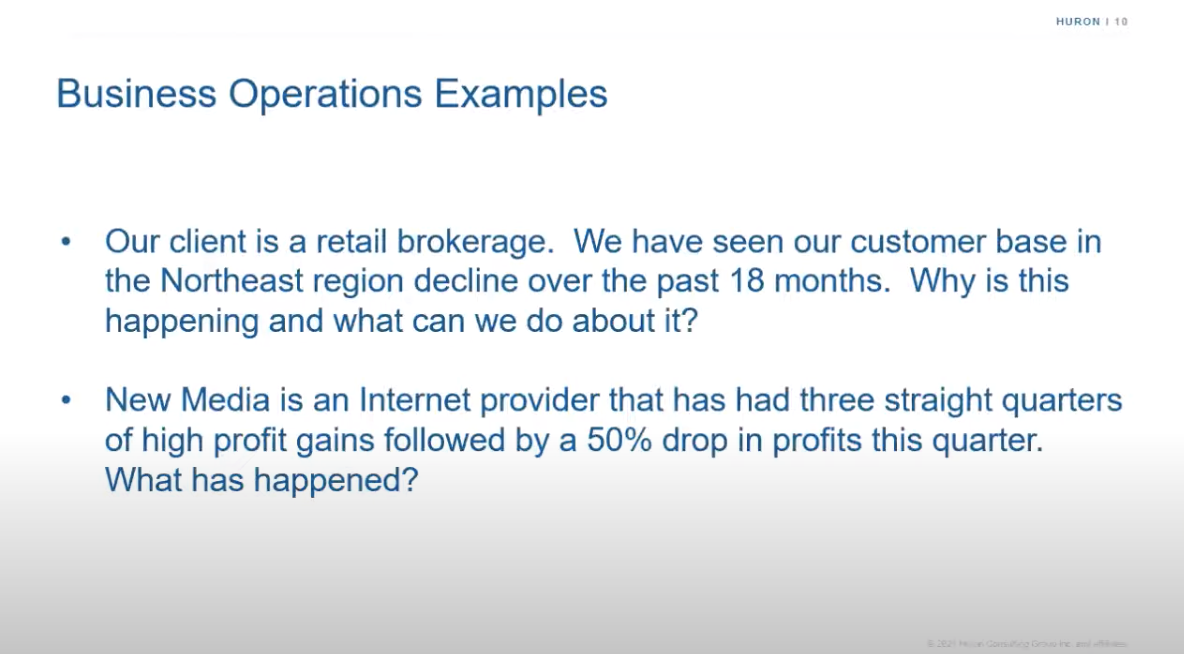 HURON | 10
Business Operations Examples
• Our client is a retail brokerage. We have seen our customer base in
the Northeast region decline over the past 18 months. Why is this
happening and what can we do about it?
• New Media is an Internet provider that has had three straight quarters
of high profit gains followed by a 50% drop in profits this quarter.
What has happened?
© 2021 Huron Consulting Group Inc. and affiliates.